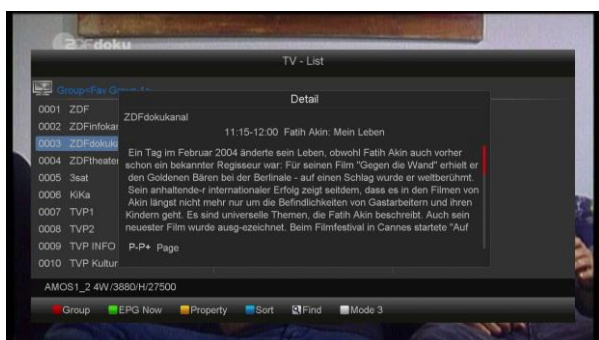 doku
TV - List
Group<Fav Group 1>
Detail
0001 ZDF
ZDFdokukanal
0002 ZDFinfokan
11:15-12:00 Fatih Akin: Mein Leben
0003 ZDFdokuka
Ein Tag im Februar 2004 änderte sein Leben, obwohl Fatih Akin auch vorher
schon ein bekannter Regisseur war: Für seinen Film "Gegen die Wand" erhielt er
0004 ZDFtheater
den Goldenen Bären bei der Berlinale - auf einen Schlag wurde er weltberühmt.
0005 3sat
Sein anhaltende-r internationaler Erfolg zeigt seitdem, dass es in den Filmen von
0006 KiKa
Akin längst nicht mehr nur um die Befindlichkeiten von Gastarbeitern und ihren
0007 TVP1
Kindern geht. Es sind universelle Themen, die Fatih Akin beschreibt. Auch sein
0008 TVP2
neuester Film wurde ausg-ezeichnet. Beim Filmfestival in Cannes startete "Auf
0009 TVP INFO
P-P+ Page
0010 TVP Kultur
AMOS1_2 4W /3880/H/27500
Group EPG Now Property Sort Find Mode 3